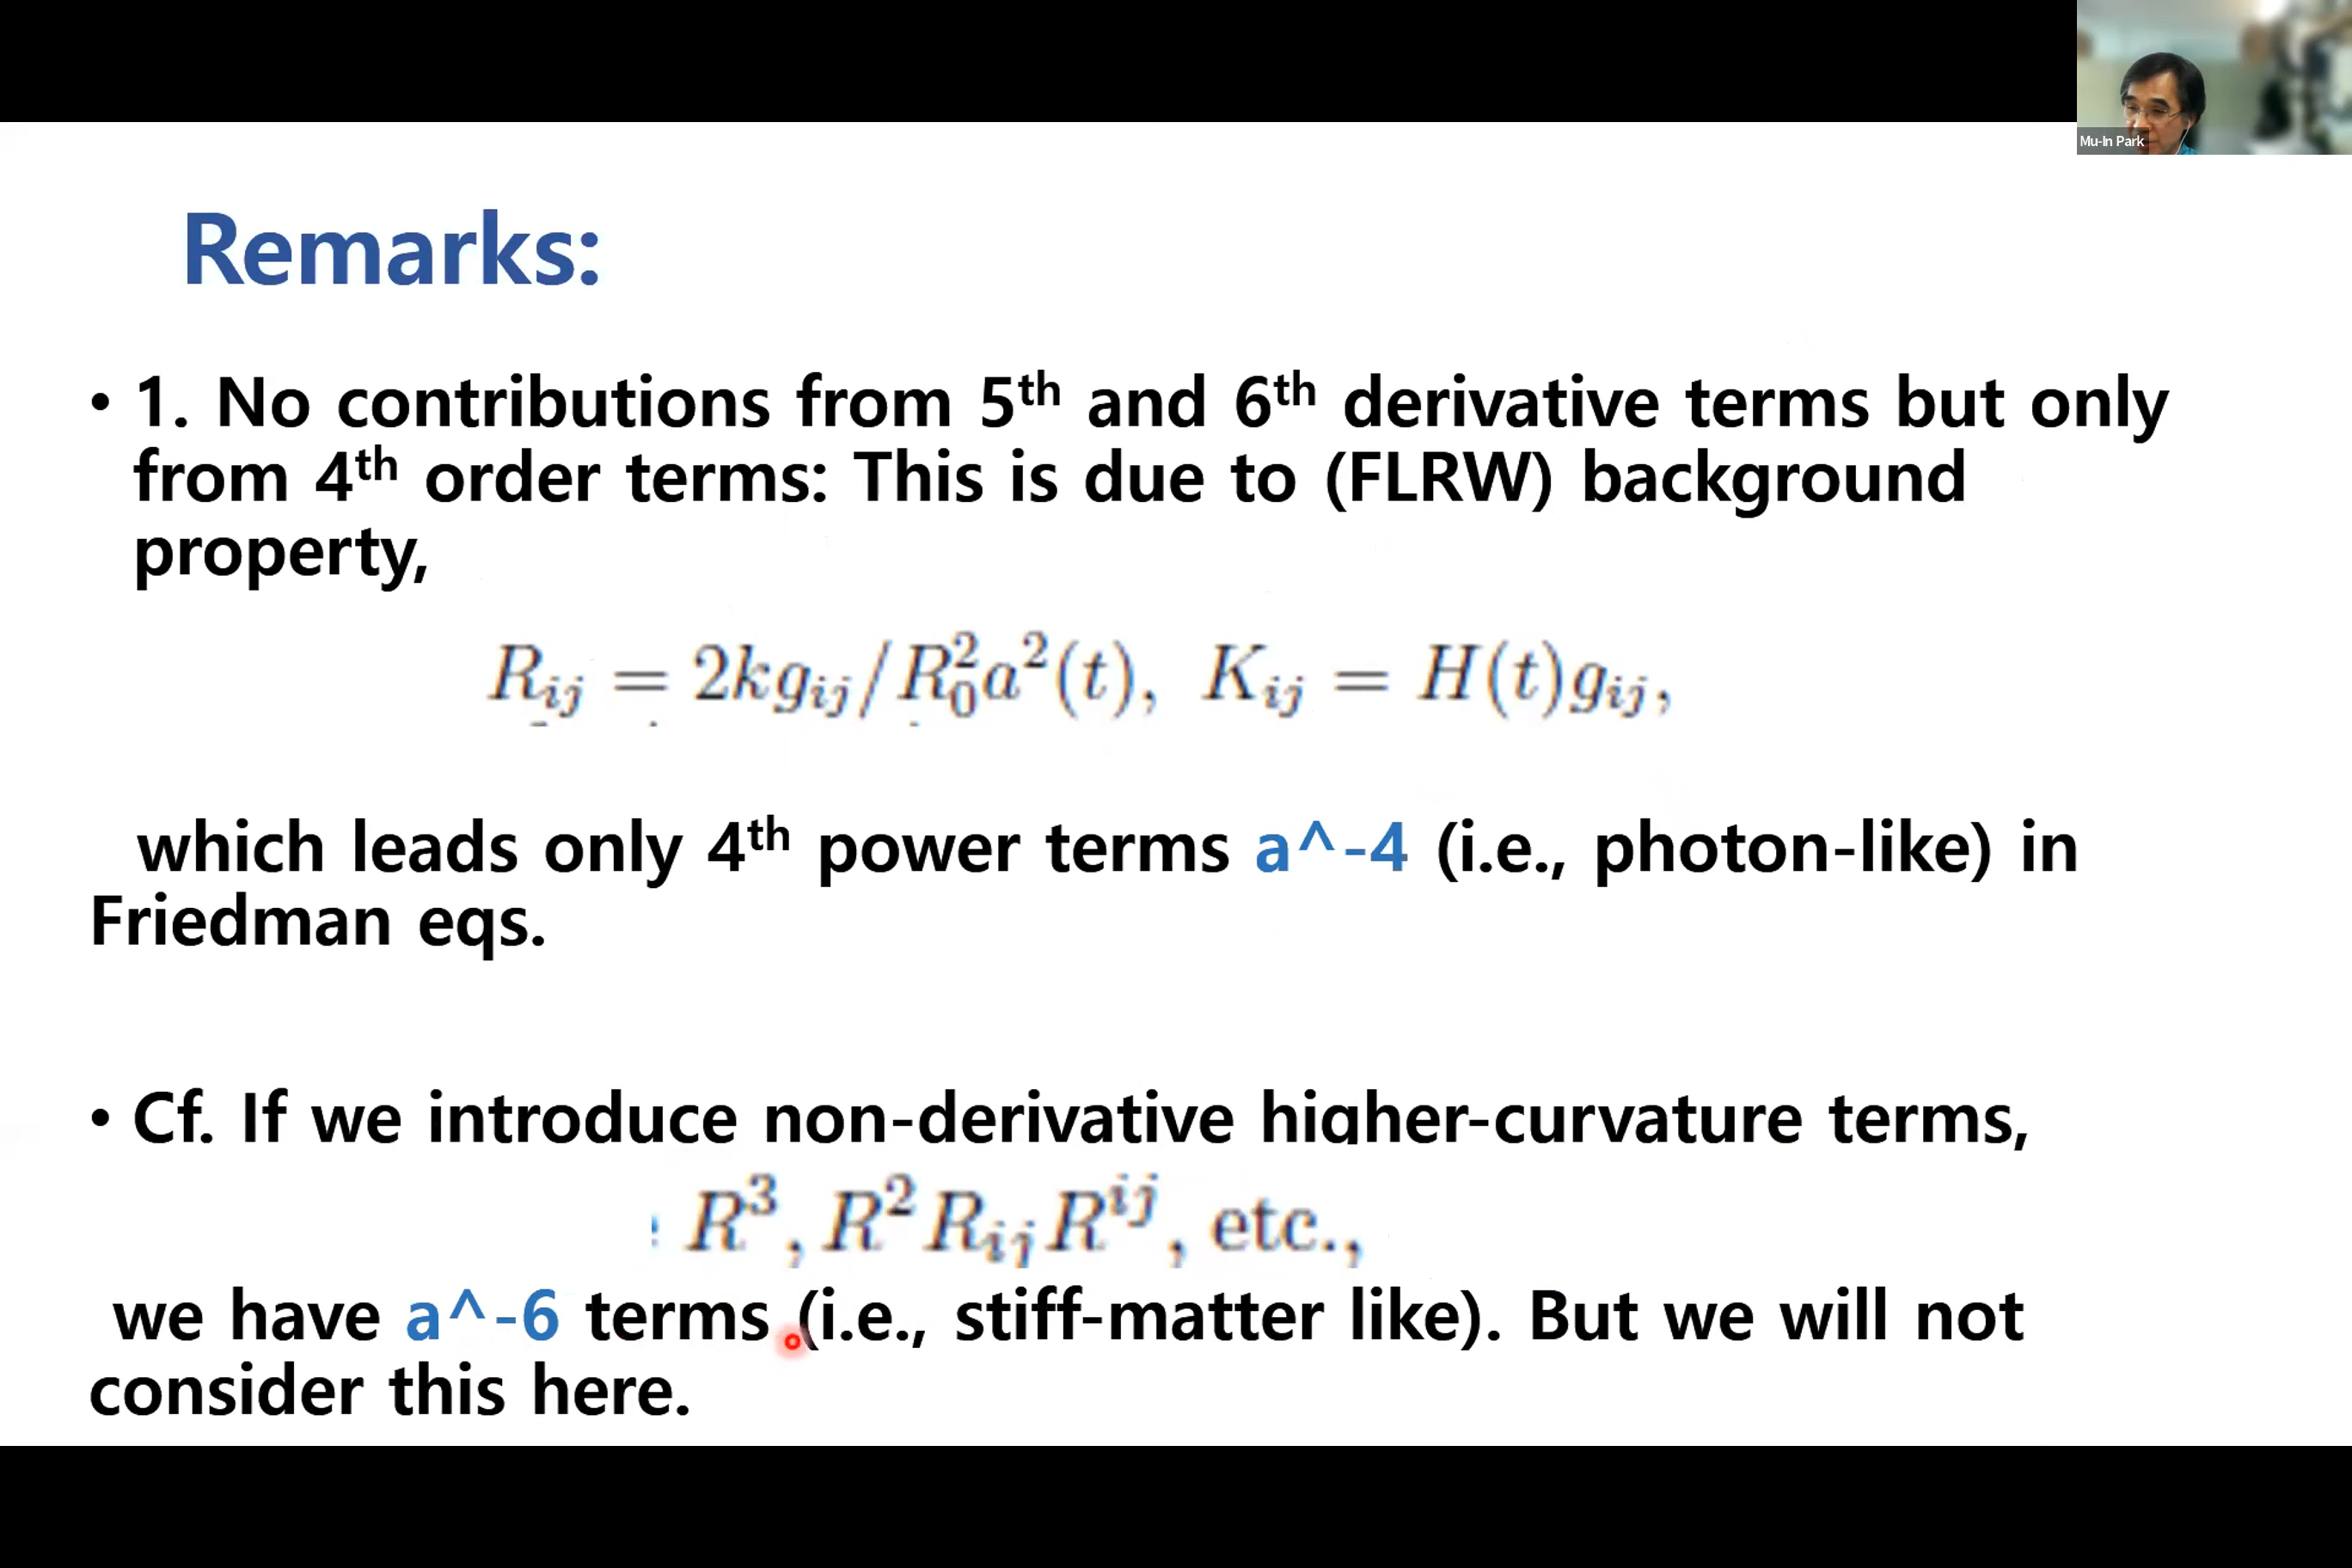 Mu-In Park
Remarks:
• 1. No contributions from 5th and 6th derivative terms but only
from 4th order terms: This is due to (FLRW) background
property,
R_{ij} = 2kg_{ij}/R_0^2a^2(t), K_{ij} = H(t)g_{ij},
which leads only 4th power terms a^-4 (i.e., photon-like) in
Friedman eqs.
• Cf. If we introduce non-derivative higher-curvature terms,
R^3, R^2R_{ij}R^{ij}, etc.,
we have a^-6 terms (i.e., stiff-matter like). But we will not
consider this here.